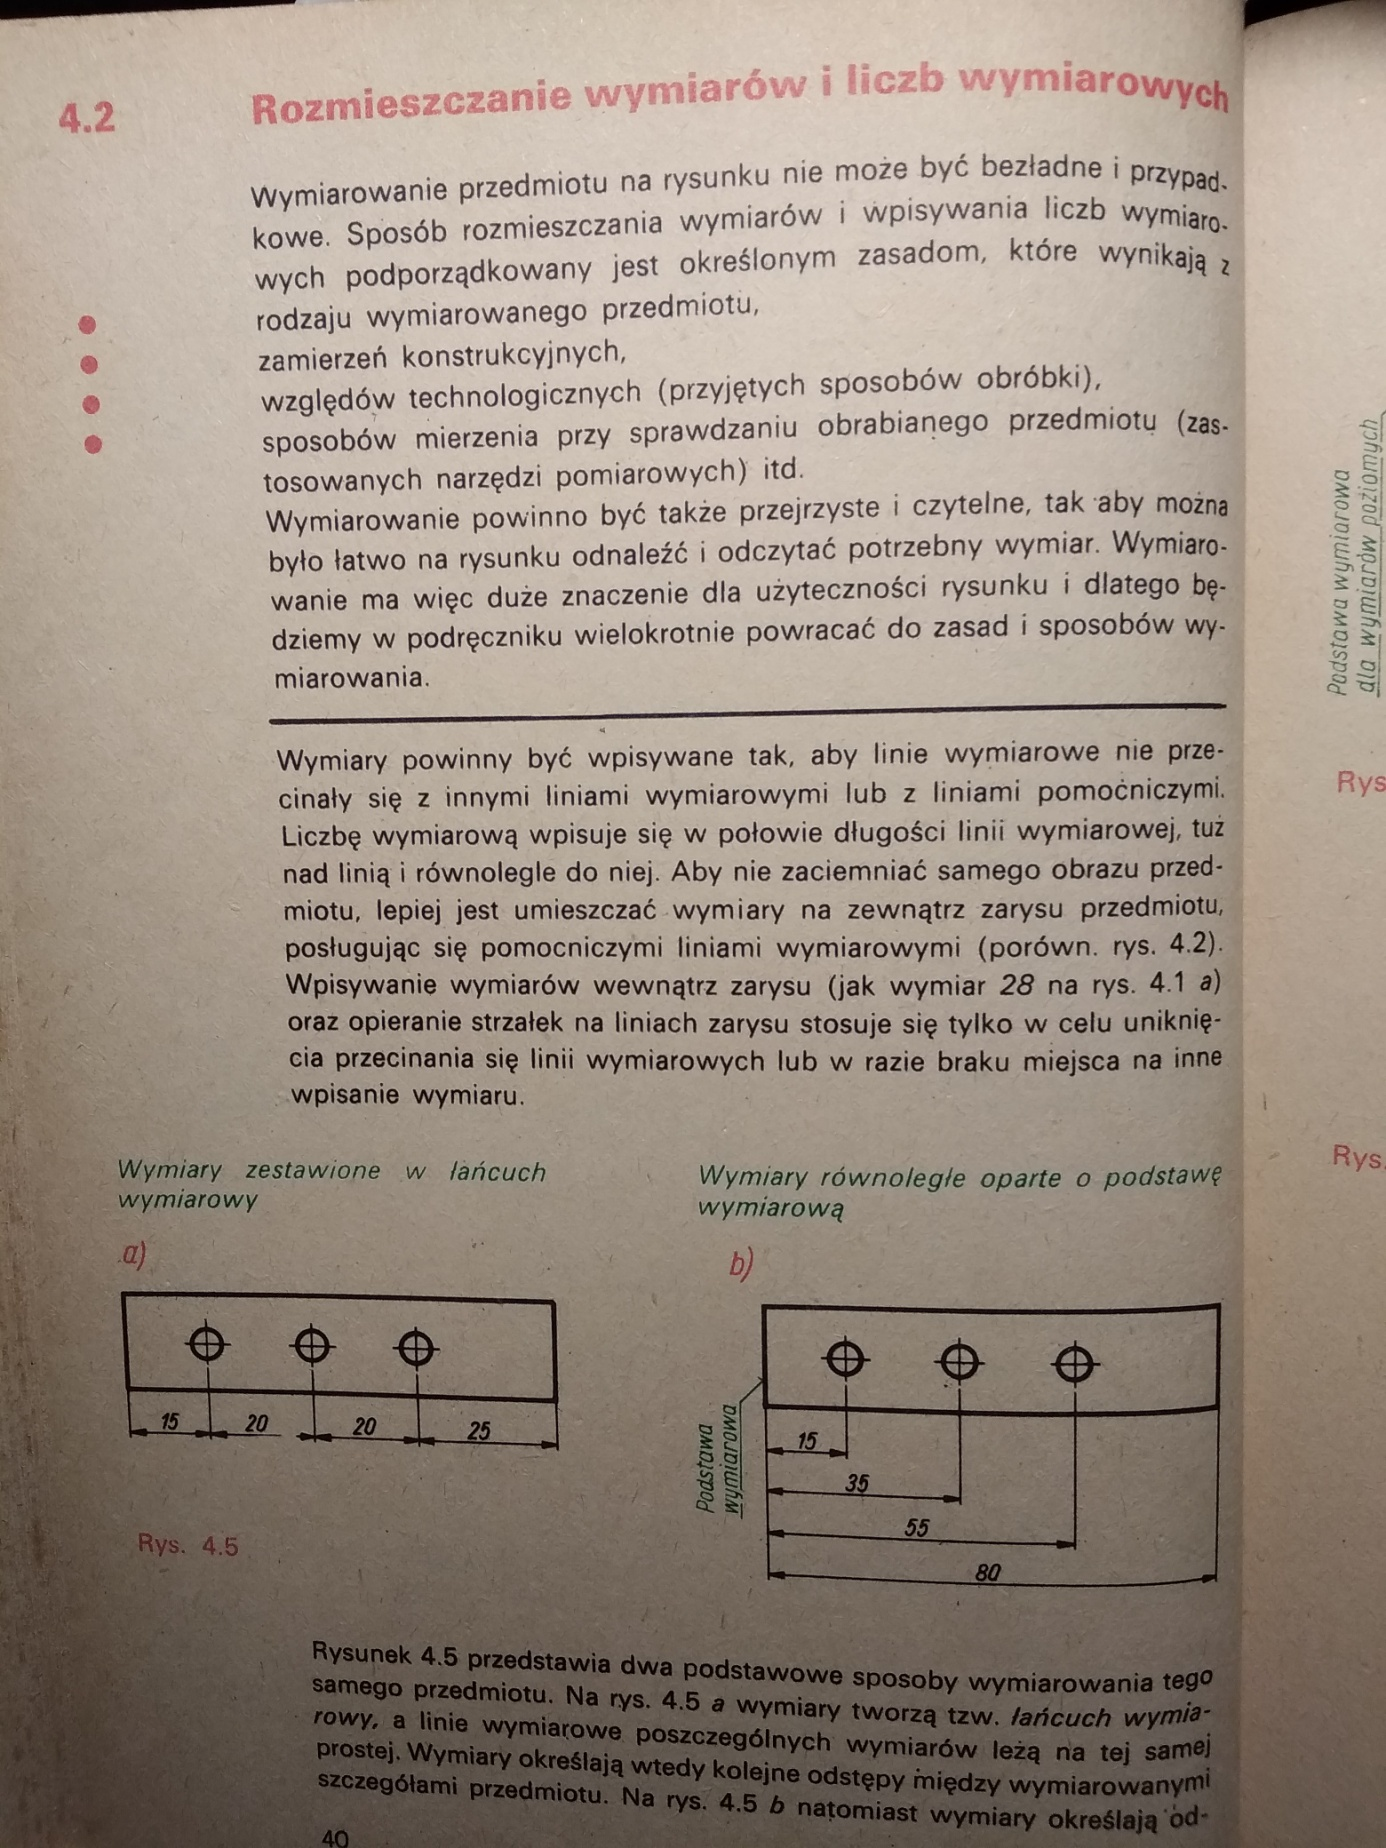 4.2 Rozmieszczanie wymiarów i liczb wymiarowych
Wymiarowanie przedmiotu na rysunku nie może być bezładne i przypad-
kowe. Sposób rozmieszczania wymiarów i wpisywania liczb wymiaro-
wych podporządkowany jest określonym zasadom, które wynikają z
rodzaju wymiarowanego przedmiotu,
zamierzeń konstrukcyjnych,
względów technologicznych (przyjętych sposobów obróbki),
sposobów mierzenia przy sprawdzaniu obrabianego przedmiotu (zas-
tosowanych narzędzi pomiarowych) itd.
Wymiarowanie powinno być także przejrzyste i czytelne, tak aby można
było łatwo na rysunku odnaleźć i odczytać potrzebny wymiar. Wymiaro-
wanie ma więc duże znaczenie dla użyteczności rysunku i dlatego bę-
dziemy w podręczniku wielokrotnie powracać do zasad i sposobów wy-
miarowania.
Wymiary powinny być wpisywane tak, aby linie wymiarowe nie prze-
cinały się z innymi liniami wymiarowymi lub z liniami pomocniczymi.
Liczbę wymiarową wpisuje się w połowie długości linii wymiarowej, tuż
nad linią i równolegle do niej. Aby nie zaciemniać samego obrazu przed-
miotu, lepiej jest umieszczać wymiary na zewnątrz zarysu przedmiotu,
posługując się pomocniczymi liniami wymiarowymi (porówn. rys. 4.2).
Wpisywanie wymiarów wewnątrz zarysu (jak wymiar 28 na rys. 4.1 a)
oraz opieranie strzałek na liniach zarysu stosuje się tylko w celu uniknię-
cia przecinania się linii wymiarowych lub w razie braku miejsca na inne
wpisanie wymiaru.
Wymiary zestawione w łańcuch
wymiarowy
a)
15 20 20 25
Rys. 4.5
Wymiary równoległe oparte o podstawę
wymiarową
b)
Podstawa
wymiarowa
15
35
55
80
Rysunek 4.5 przedstawia dwa podstawowe sposoby wymiarowania tego
samego przedmiotu. Na rys. 4.5 a wymiary tworzą tzw. łańcuch wymia-
rowy, a linie wymiarowe poszczególnych wymiarów leżą na tej samej
prostej. Wymiary określają wtedy kolejne odstępy między wymiarowanymi
szczegółami przedmiotu. Na rys. 4.5 b natomiast wymiary określają od-
40
Podstawa wymiarowa
dla wymiarów poziomych
Rys
Rys.